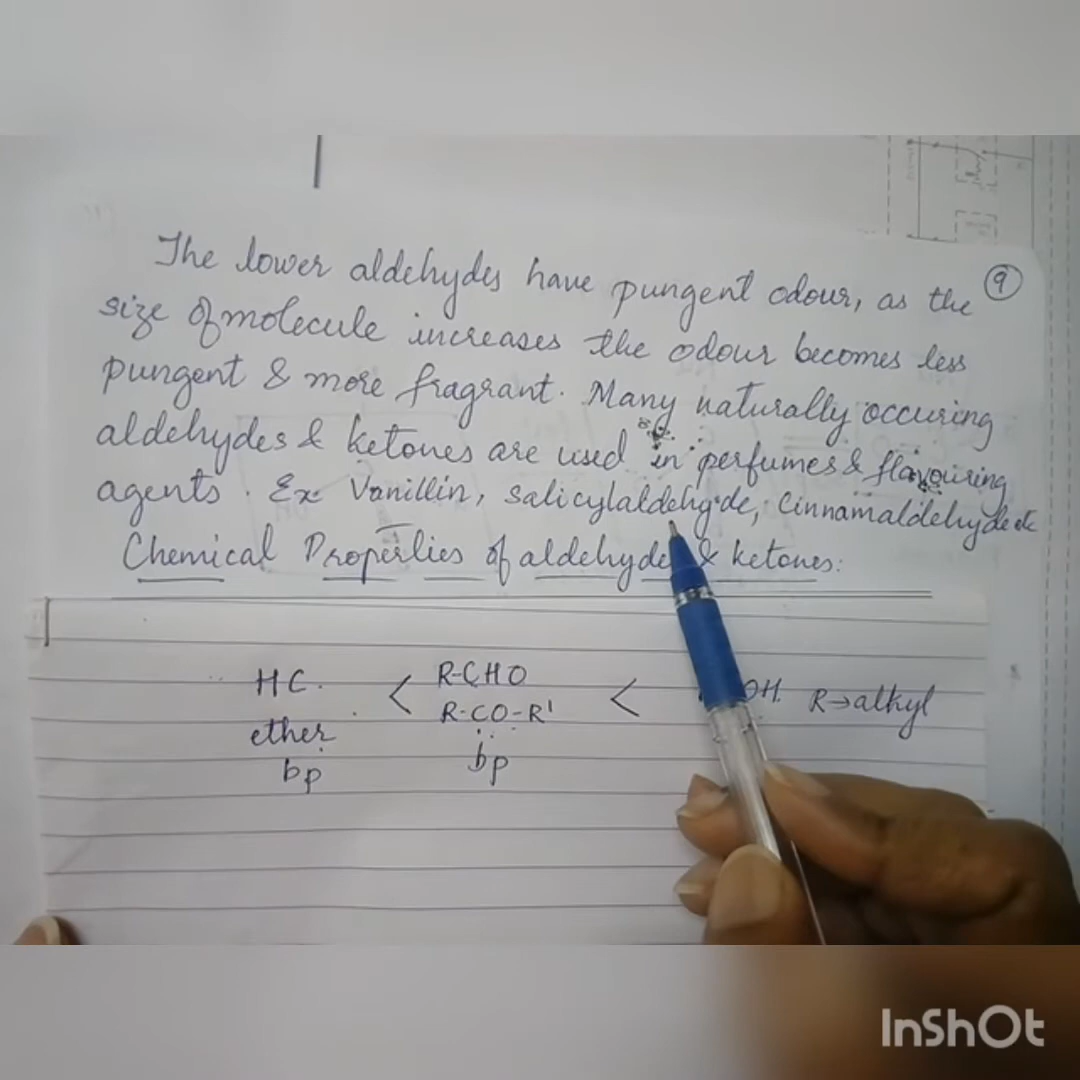 The lower aldehydes have pungent odour, as the 9
size of molecule increases the odour becomes less
pungent & more fragrant. Many naturally occuring
aldehydes & ketones are used in perfumes & flavouring
agents. Ex: Vanillin, Salicylaldehyde, Cinnamaldehyde etc
Chemical Properties of aldehydes & ketones:
HC. < R-CHO < OH. R→alkyl
ether R-CO-R'
bp bp
InShOt